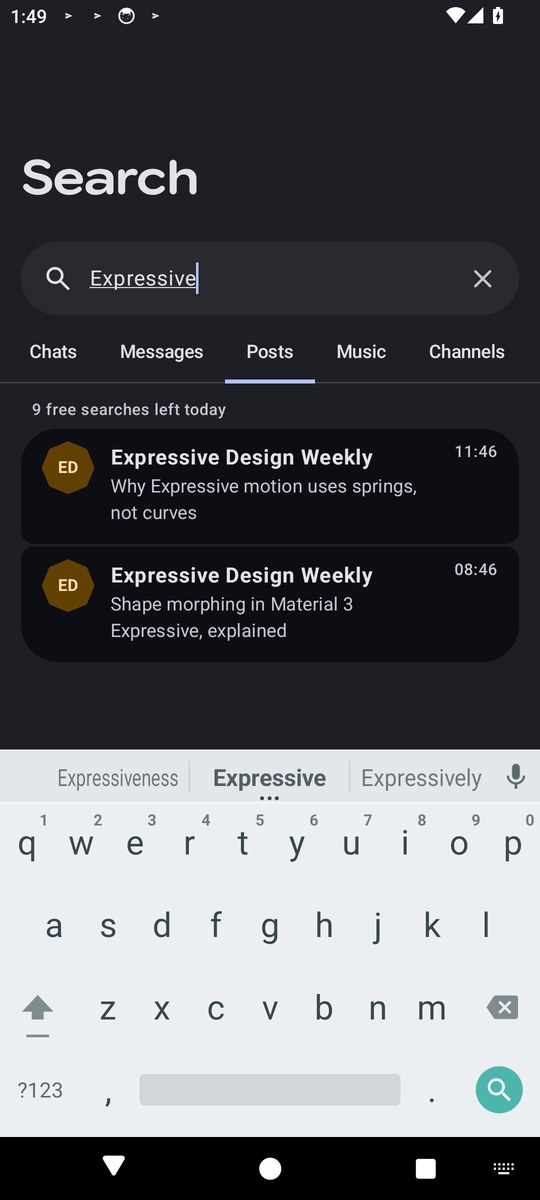 1:49
Search
Expressive
Chats Messages Posts Music Channels
9 free searches left today
ED Expressive Design Weekly 11:46
Why Expressive motion uses springs,
not curves
ED Expressive Design Weekly 08:46
Shape morphing in Material 3
Expressive, explained
Expressiveness Expressive Expressively
1 2 3 4 5 6 7 8 9 0
q w e r t y u i o p
a s d f g h j k l
z x c v b n m
?123 , .